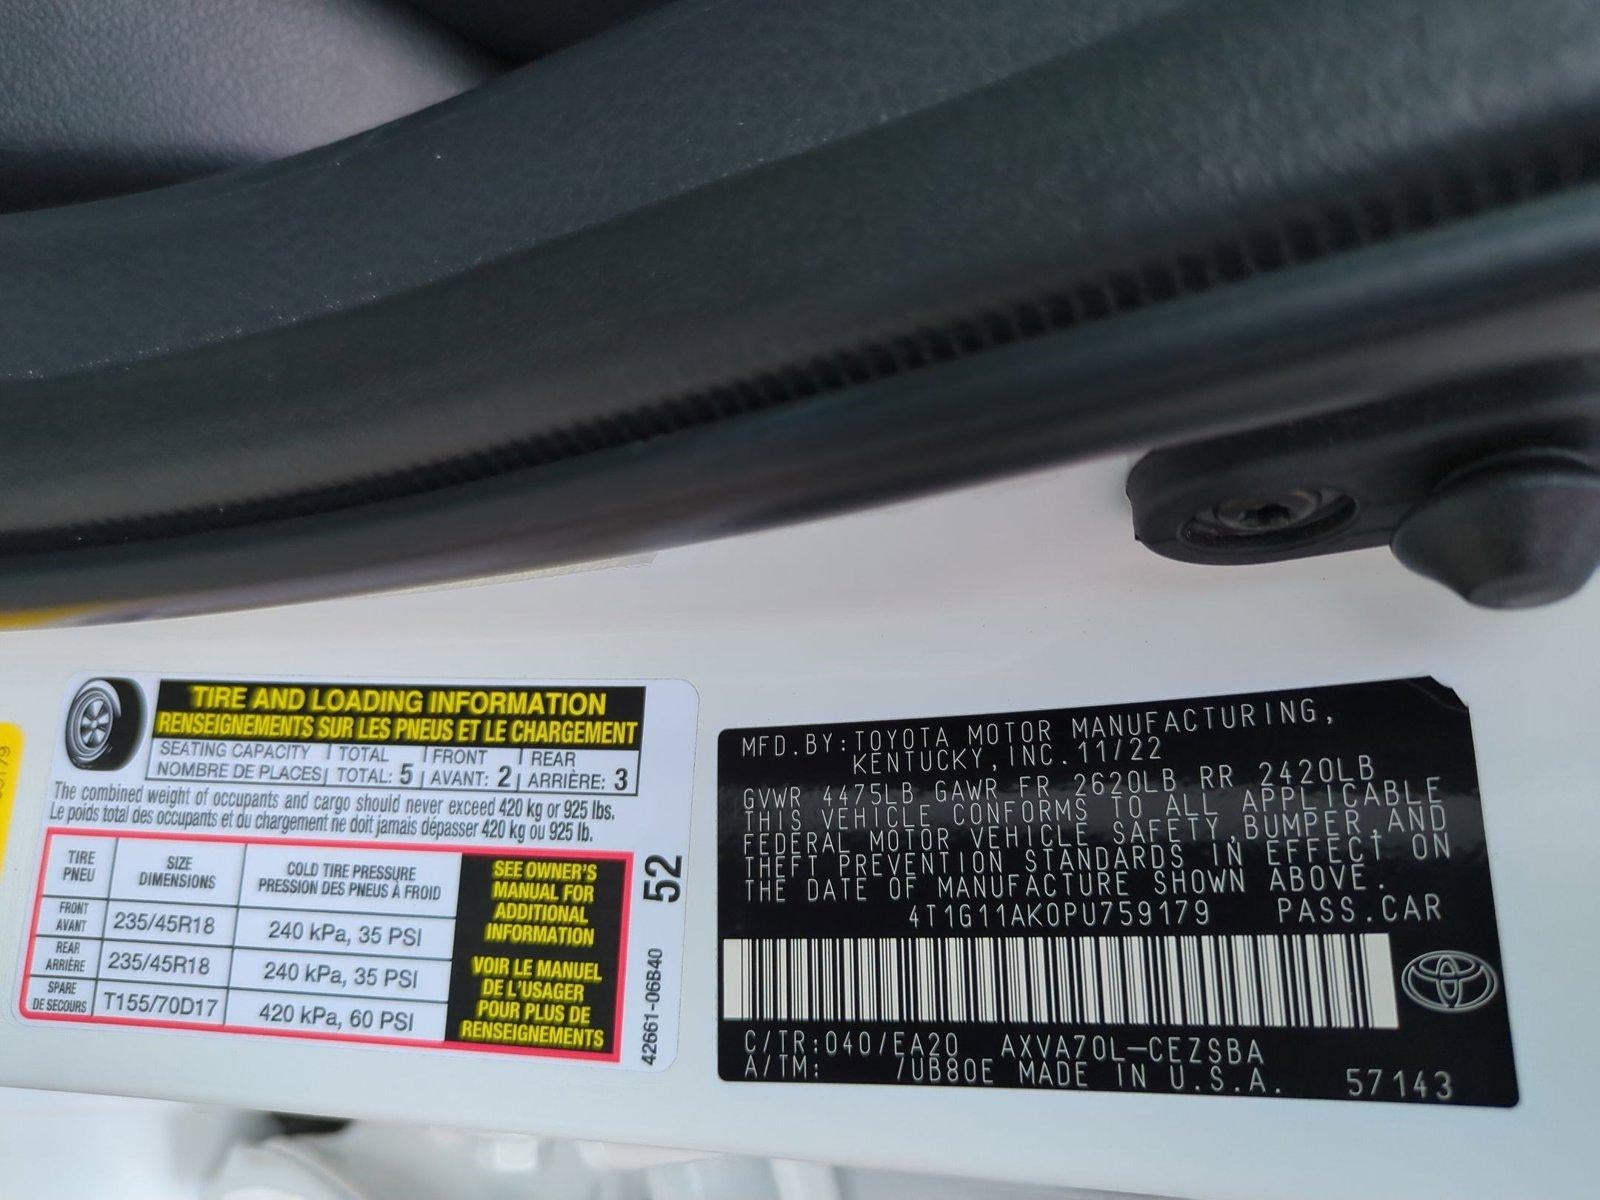 TIRE AND LOADING INFORMATION
RENSEIGNEMENTS SUR LES PNEUS ET LE CHARGEMENT
SEATING CAPACITY TOTAL FRONT REAR
NOMBRE DE PLACES TOTAL: 5 AVANT: 2 ARRIÈRE: 3
The combined weight of occupants and cargo should never exceed 420 kg or 925 lbs.
Le poids total des occupants et du chargement ne doit jamais dépasser 420 kg ou 925 lb.
TIRE
PNEU
SIZE
DIMENSIONS
COLD TIRE PRESSURE
PRESSION DES PNEUS À FROID
FRONT
AVANT
235/45R18
240 kPa, 35 PSI
REAR
ARRIÈRE
235/45R18
240 kPa, 35 PSI
SPARE
DE SECOURS
T155/70D17
420 kPa, 60 PSI
SEE OWNER'S
MANUAL FOR
ADDITIONAL
INFORMATION
VOIR LE MANUEL
DE L'USAGER
POUR PLUS DE
RENSEIGNEMENTS
52
42661-06B40
MFD.BY:TOYOTA MOTOR MANUFACTURING,
KENTUCKY,INC.11/22
GVWR 4475LB GAWR FR 2620LB RR 2420LB
THIS VEHICLE CONFORMS TO ALL APPLICABLE
FEDERAL MOTOR VEHICLE SAFETY,BUMPER,AND
THEFT PREVENTION STANDARDS IN EFFECT ON
THE DATE OF MANUFACTURE SHOWN ABOVE.
4T1G11AK0PU759179 PASS.CAR
C/TR:040/EA20 AXVA70L-CEZSBA
A/TM: /UB80E MADE IN U.S.A. 57143